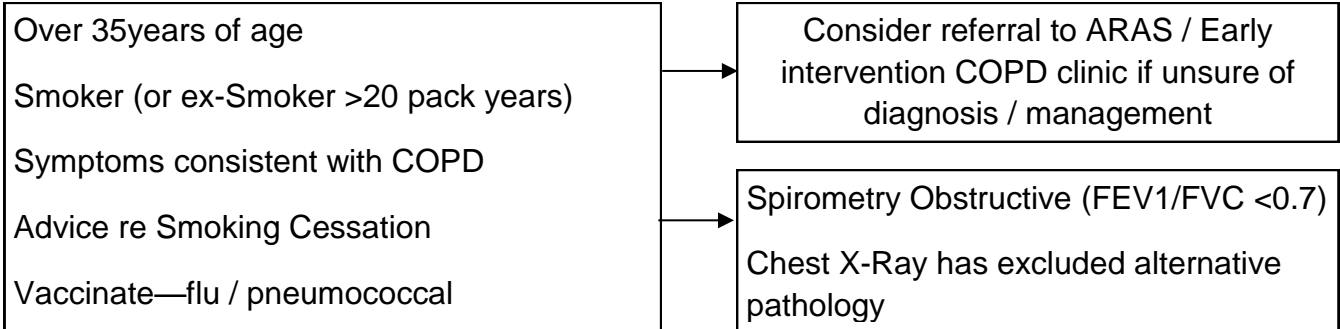 Over 35years of age
Smoker (or ex-Smoker >20 pack years)
Symptoms consistent with COPD
Advice re Smoking Cessation
Vaccinate—flu / pneumococcal
Consider referral to ARAS / Early
intervention COPD clinic if unsure of
diagnosis / management
Spirometry Obstructive (FEV1/FVC <0.7)
Chest X-Ray has excluded alternative
pathology